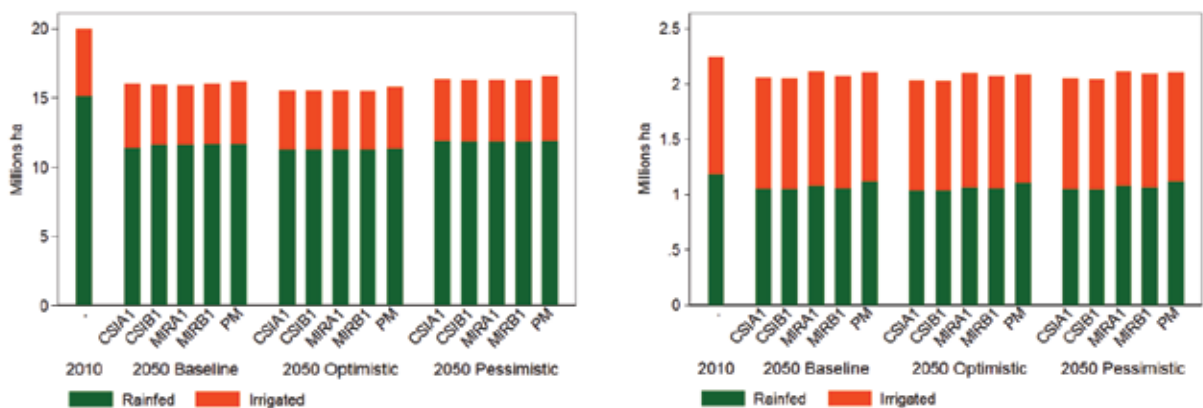 Millions ha
20
15
10
5
0
-
CSIA1 CSIB1 MIRA1 MIRB1 PM CSIA1 CSIB1 MIRA1 MIRB1 PM CSIA1 CSIB1 MIRA1 MIRB1 PM
2010 2050 Baseline 2050 Optimistic 2050 Pessimistic
Rainfed Irrigated
Millions ha
2.5
2
1.5
1
.5
0
-
CSIA1 CSIB1 MIRA1 MIRB1 PM CSIA1 CSIB1 MIRA1 MIRB1 PM CSIA1 CSIB1 MIRA1 MIRB1 PM
2010 2050 Baseline 2050 Optimistic 2050 Pessimistic
Rainfed Irrigated